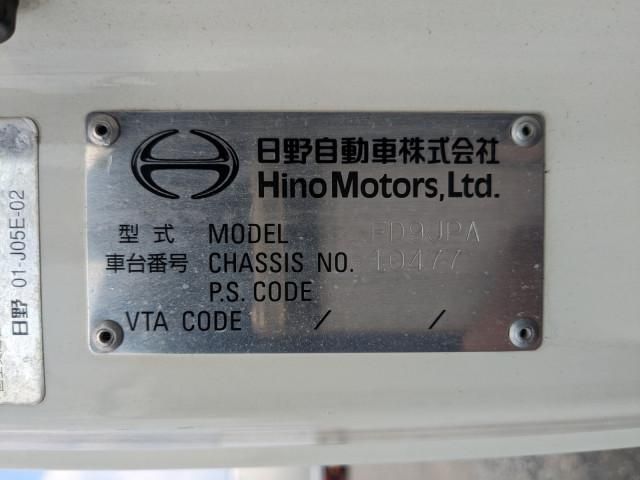 日野自動車株式会社
Hino Motors, Ltd.
型式 MODEL FD9JPA
車台番号 CHASSIS NO. 10477
P.S. CODE
VTA CODE / /
日野 01-J05E-02